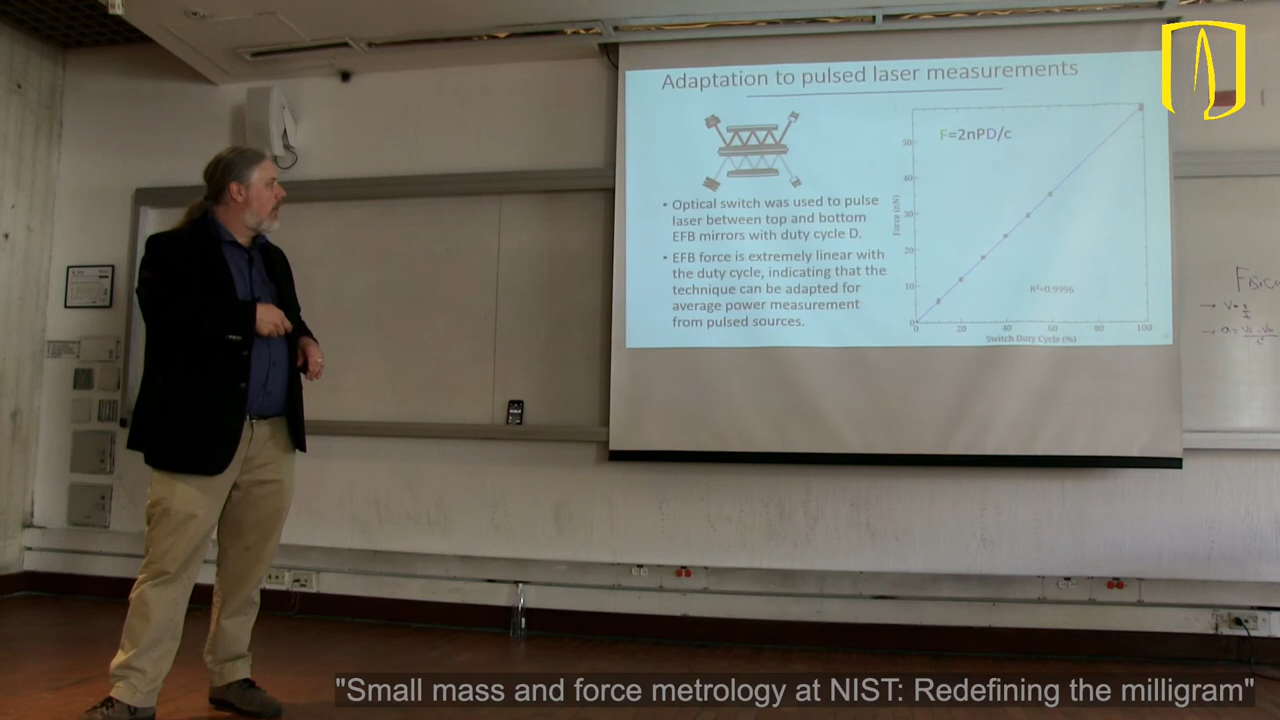 Adaptation to pulsed laser measurements
• Optical switch was used to pulse
laser between top and bottom
EFB mirrors with duty cycle D.
• EFB force is extremely linear with
the duty cycle, indicating that the
technique can be adapted for
average power measurement
from pulsed sources.
F=2nPD/c
Force (nN)
50
40
30
20
10
0
R²=0.9996
0 20 40 60 80 100
Switch Duty Cycle (%)
"Small mass and force metrology at NIST: Redefining the milligram"